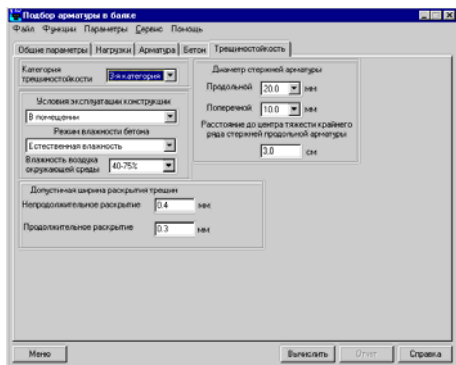 Подбор арматуры в балке
Файл Функции Параметры Сервис Помощь
Общие параметры Нагрузки Арматура Бетон Трещиностойкость
Категория трещиностойкости 3-я категория
Условия эксплуатации конструкции
В помещении
Режим влажности бетона
Естественная влажность
Влажность воздуха окружающей среды 40-75%
Диаметр стержней арматуры
Продольной 20.0 мм
Поперечной 10.0 мм
Расстояние до центра тяжести крайнего
ряда стержней продольной арматуры
3.0 см
Допустимая ширина раскрытия трещин
Непродолжительное раскрытие 0.4 мм
Продолжительное раскрытие 0.3 мм
Меню Вычислить Отчет Справка